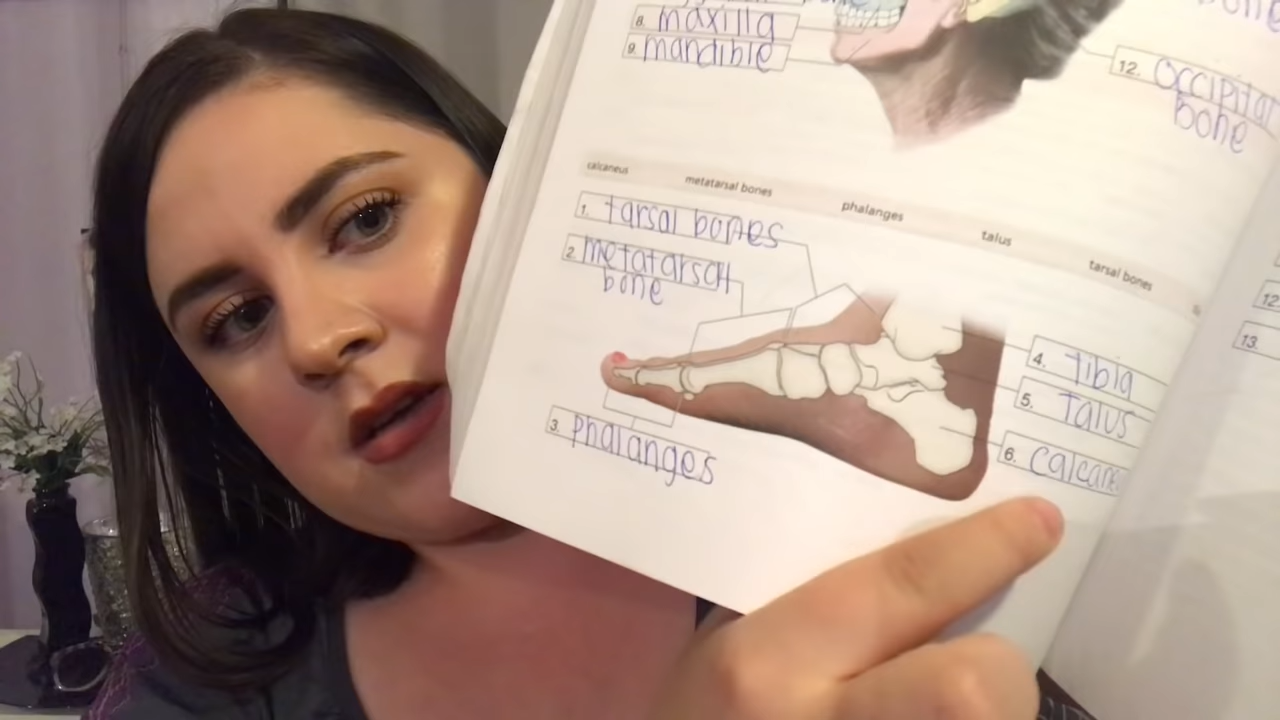 8. maxilla
9. mandible
bone
12. occipital
bone
calcaneus metatarsal bones phalanges talus tarsal bones
1. tarsal bones
2. metatarsal
bone
3. phalanges
4. tibia
5. talus
6. calcane
12.
13.